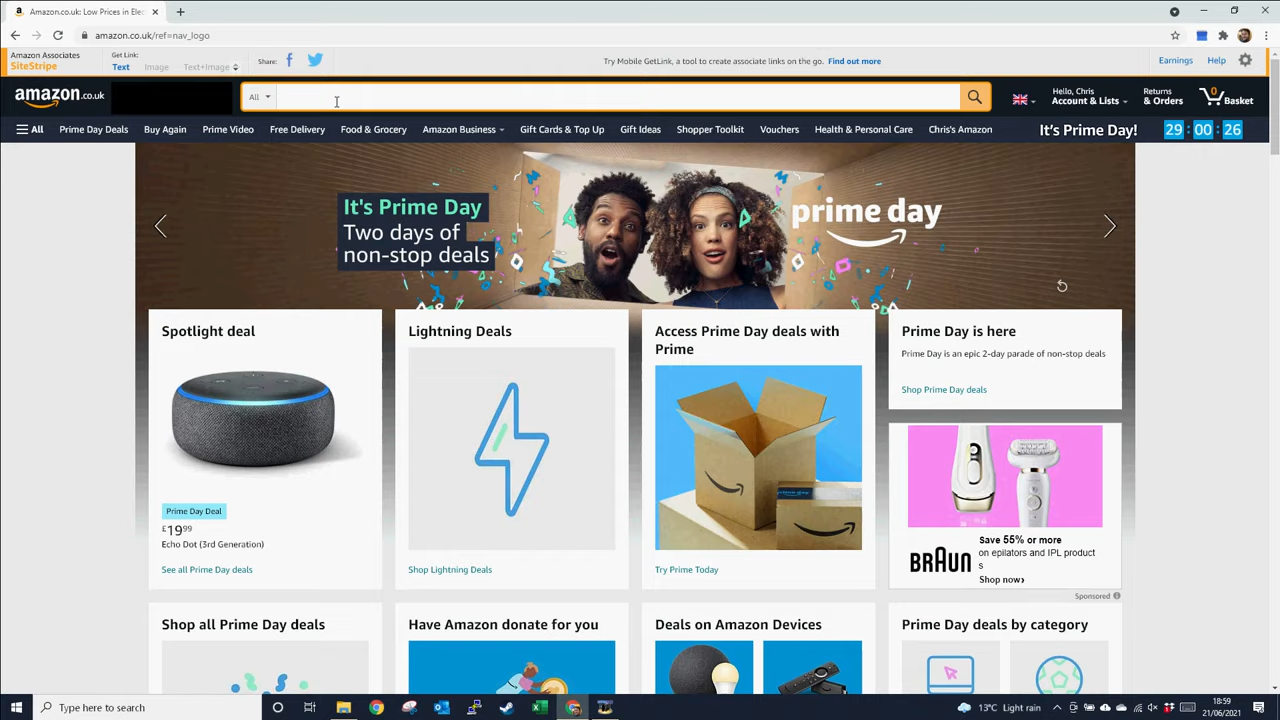 Amazon.co.uk: Low Prices in Elec
amazon.co.uk/ref=nav_logo
Amazon Associates
SiteStripe
Get Link:
Text Image Text+Image
Share:
Try Mobile GetLink, a tool to create associate links on the go. Find out more
Earnings Help
amazon.co.uk
All
Hello, Chris
Account & Lists
Returns
& Orders
0
Basket
All Prime Day Deals Buy Again Prime Video Free Delivery Food & Grocery Amazon Business Gift Cards & Top Up Gift Ideas Shopper Toolkit Vouchers Health & Personal Care Chris's Amazon
It's Prime Day! 29 : 00 : 26
It's Prime Day
Two days of
non-stop deals
prime day
Spotlight deal
Prime Day Deal
£19.99
Echo Dot (3rd Generation)
See all Prime Day deals
Lightning Deals
Shop Lightning Deals
Access Prime Day deals with
Prime
Try Prime Today
Prime Day is here
Prime Day is an epic 2-day parade of non-stop deals
Shop Prime Day deals
BRAUN
Save 55% or more
on epilators and IPL product
s
Shop now›
Sponsored
Shop all Prime Day deals
Have Amazon donate for you
Deals on Amazon Devices
Prime Day deals by category
Type here to search
13°C Light rain
18:59
21/06/2021